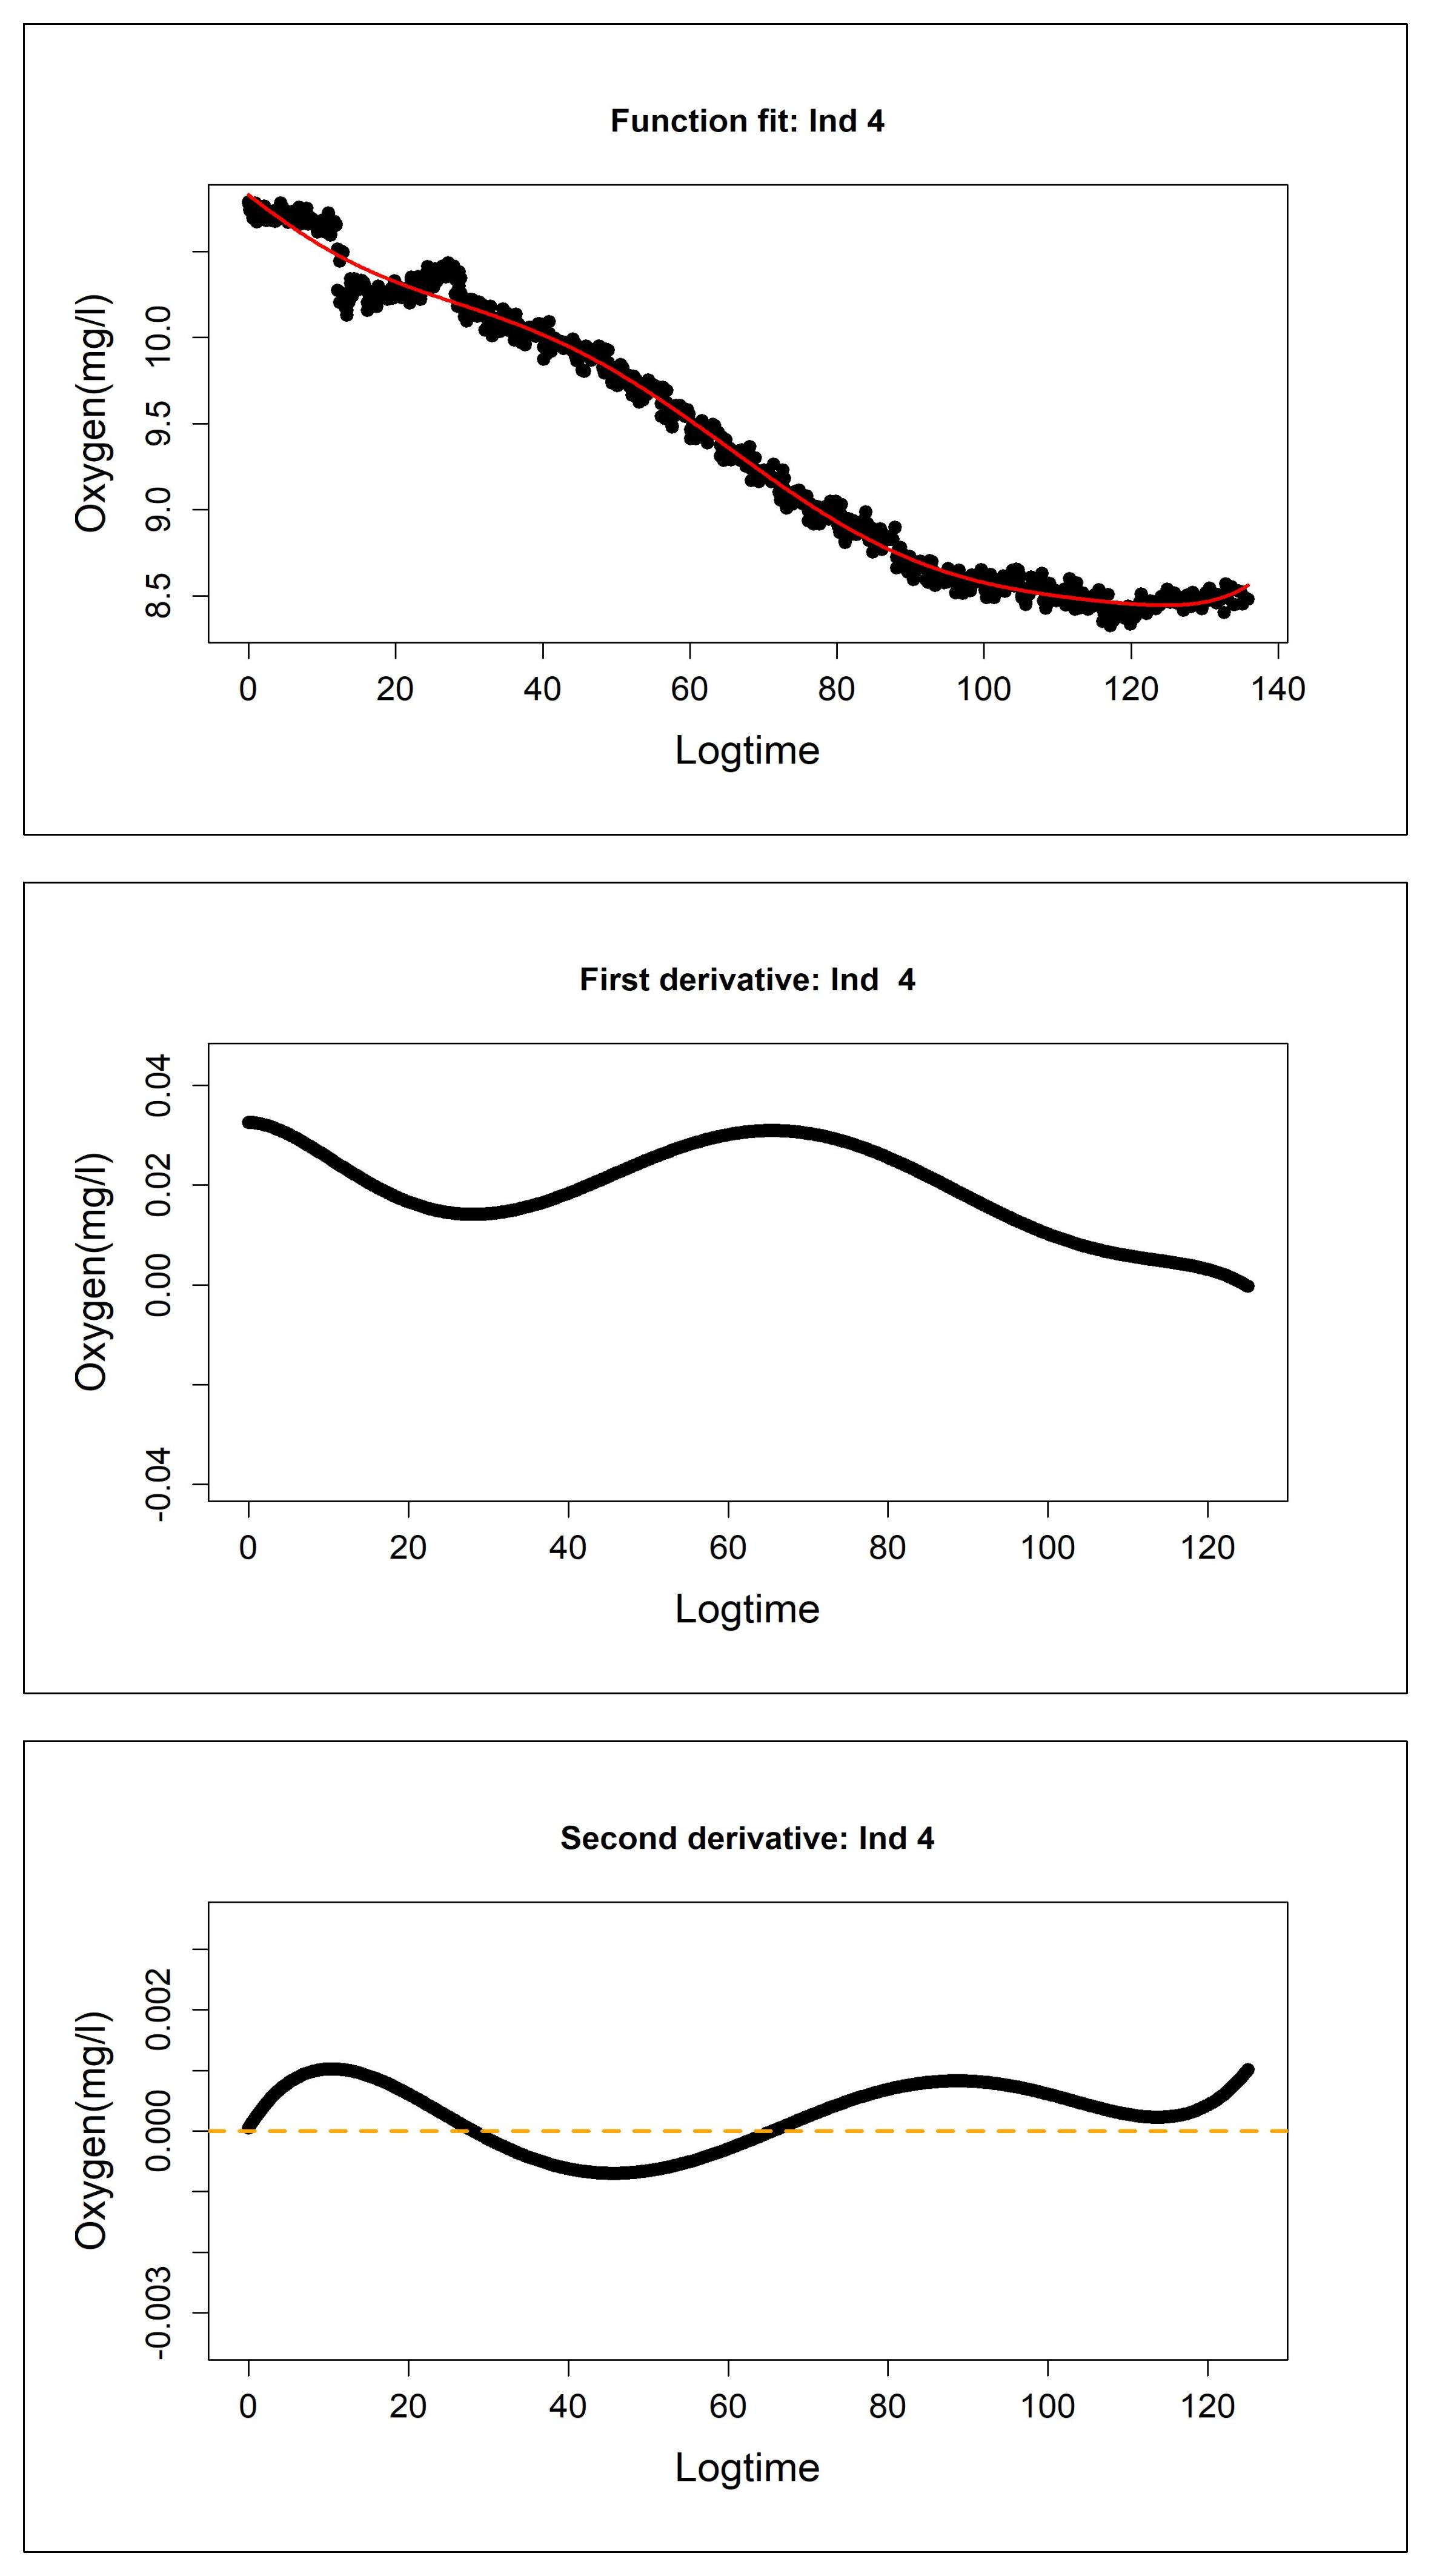 Function fit: Ind 4
Oxygen(mg/l)
10.0
9.5
9.0
8.5
0 20 40 60 80 100 120 140
Logtime
First derivative: Ind  4
Oxygen(mg/l)
0.04
0.02
0.00
-0.04
0 20 40 60 80 100 120
Logtime
Second derivative: Ind 4
Oxygen(mg/l)
0.002
0.000
-0.003
0 20 40 60 80 100 120
Logtime